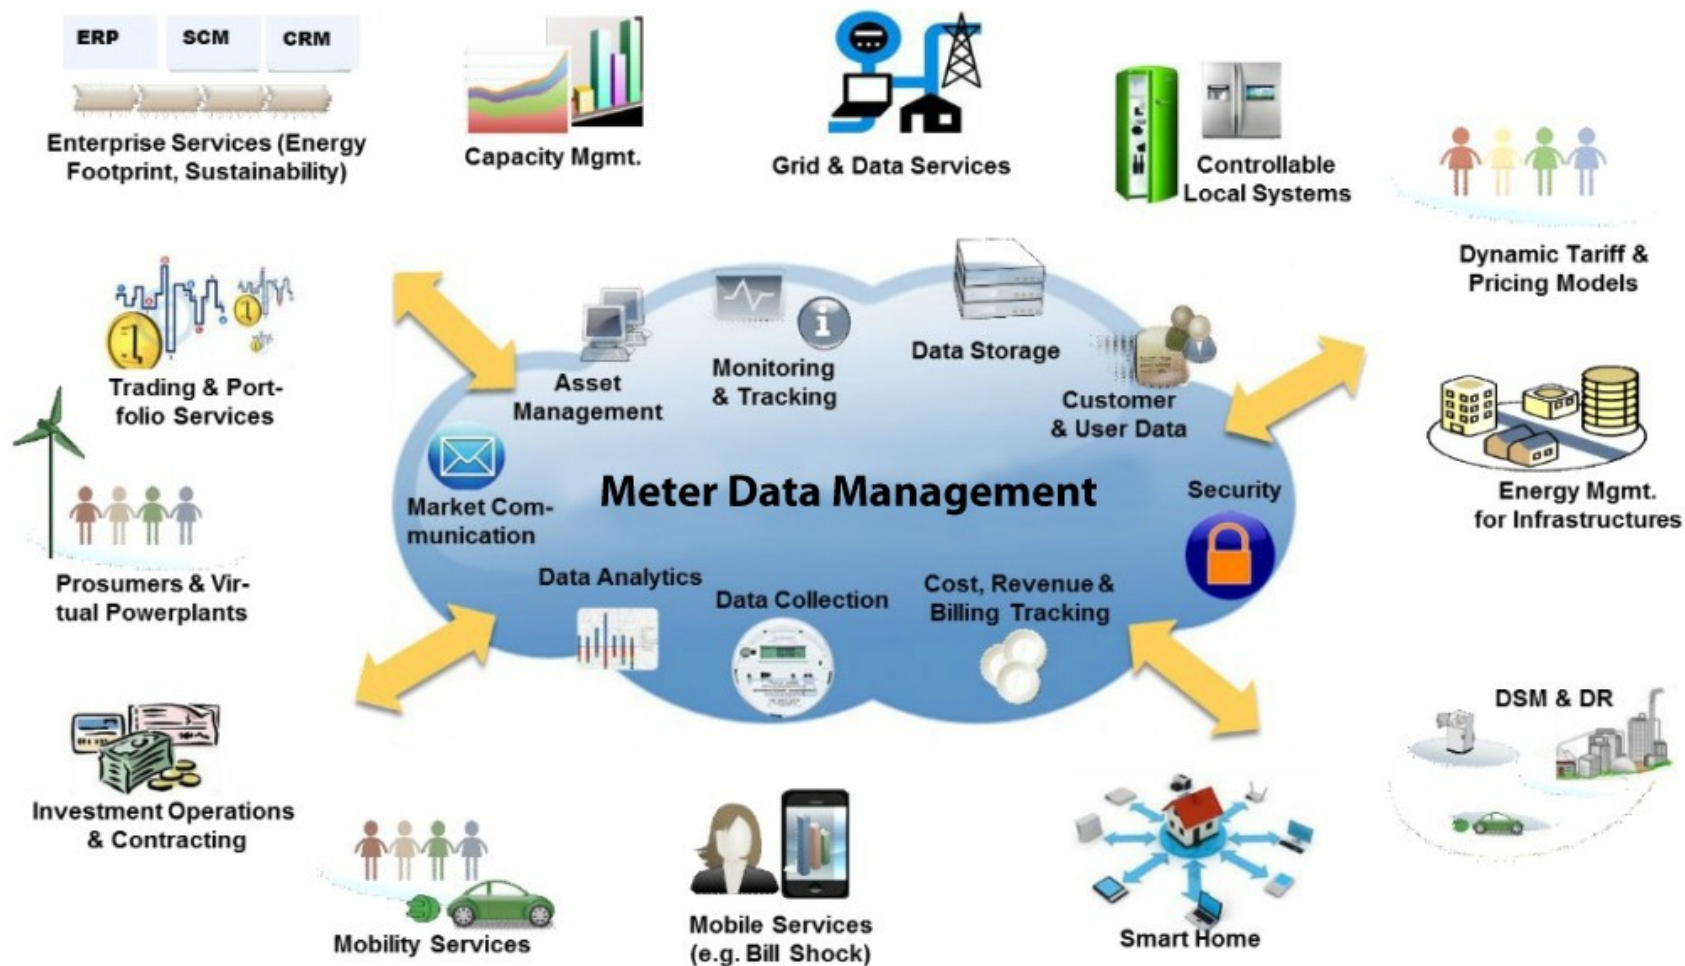 ERP
SCM
CRM
Enterprise Services (Energy
Footprint, Sustainability)
Capacity Mgmt.
Grid & Data Services
Controllable
Local Systems
Dynamic Tariff &
Pricing Models
Trading & Port-
folio Services
Asset
Management
Monitoring
& Tracking
Data Storage
Customer
& User Data
Energy Mgmt.
for Infrastructures
Market Com-
munication
Meter Data Management
Security
Prosumers & Vir-
tual Powerplants
Data Analytics
Data Collection
Cost, Revenue &
Billing Tracking
Investment Operations
& Contracting
DSM & DR
Mobility Services
Mobile Services
(e.g. Bill Shock)
Smart Home